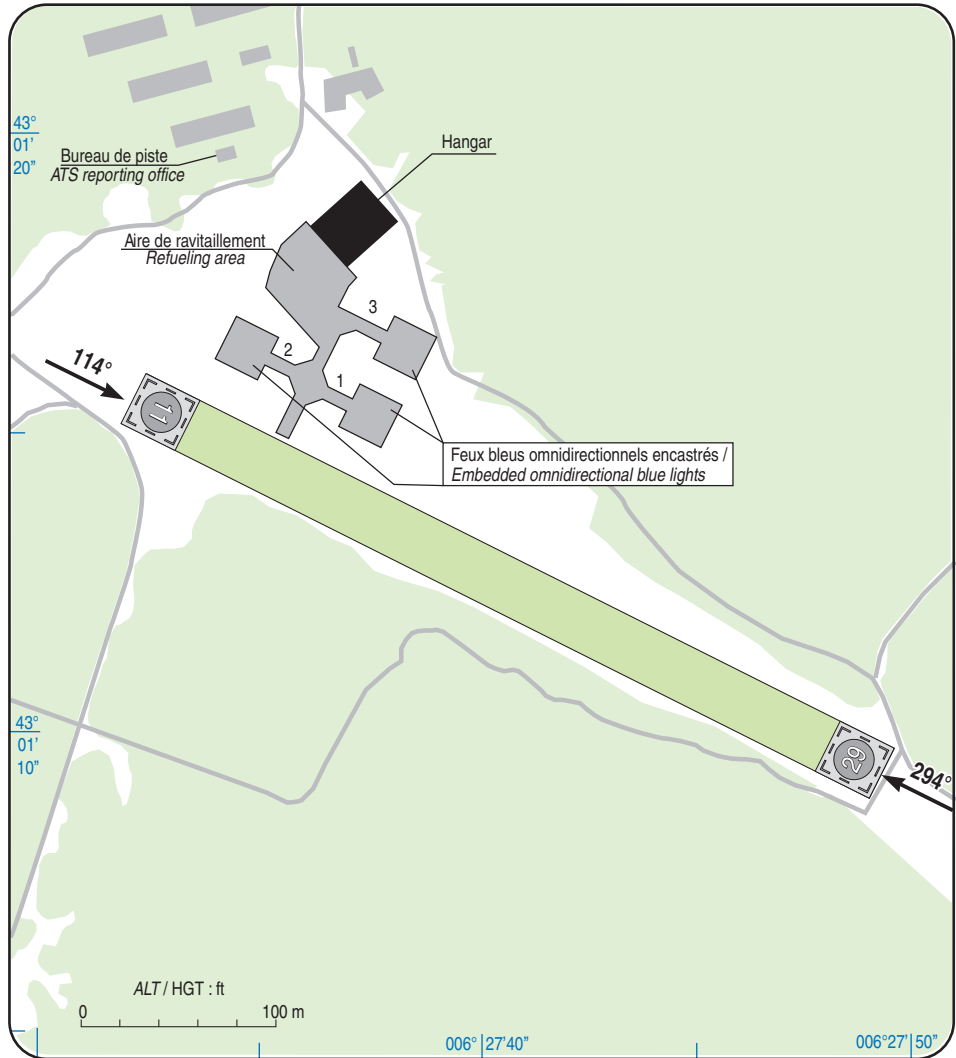 43°
01'
20"
Bureau de piste
ATS reporting office
Hangar
Aire de ravitaillement
Refueling area
3
2
1
114°
11
Feux bleus omnidirectionnels encastrés /
Embedded omnidirectional blue lights
43°
01'
10"
29
294°
ALT / HGT : ft
0 100 m
006° 27'40"
006°27' 50"